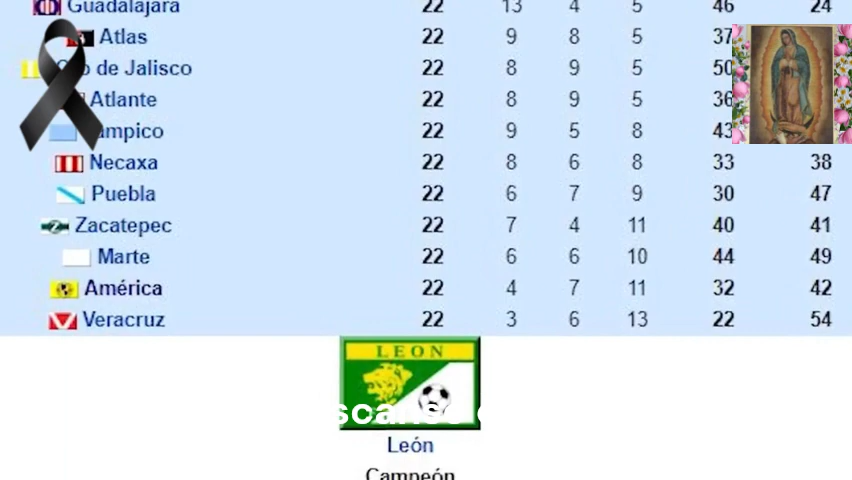 Guadalajara 22 13 4 5 46 24
Atlas 22 9 8 5 37
de Jalisco 22 8 9 5 50
Atlante 22 8 9 5 36
22 9 5 8 43
Necaxa 22 8 6 8 33 38
Puebla 22 6 7 9 30 47
Zacatepec 22 7 4 11 40 41
Marte 22 6 6 10 44 49
América 22 4 7 11 32 42
Veracruz 22 3 6 13 22 54
LEON
León
Campeón